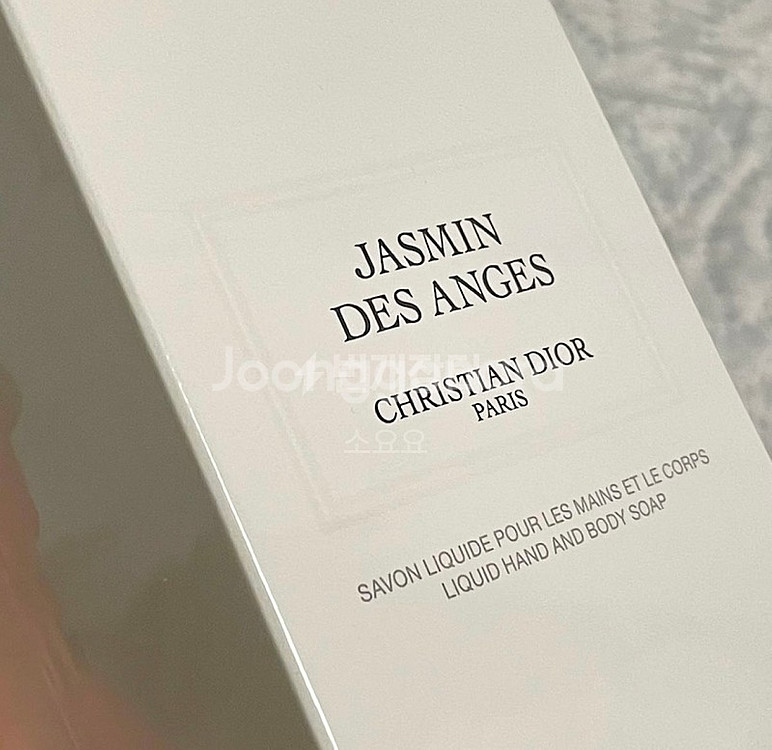 JASMIN
DES ANGES
CHRISTIAN DIOR
PARIS
소요요
SAVON LIQUIDE POUR LES MAINS ET LE CORPS
LIQUID HAND AND BODY SOAP